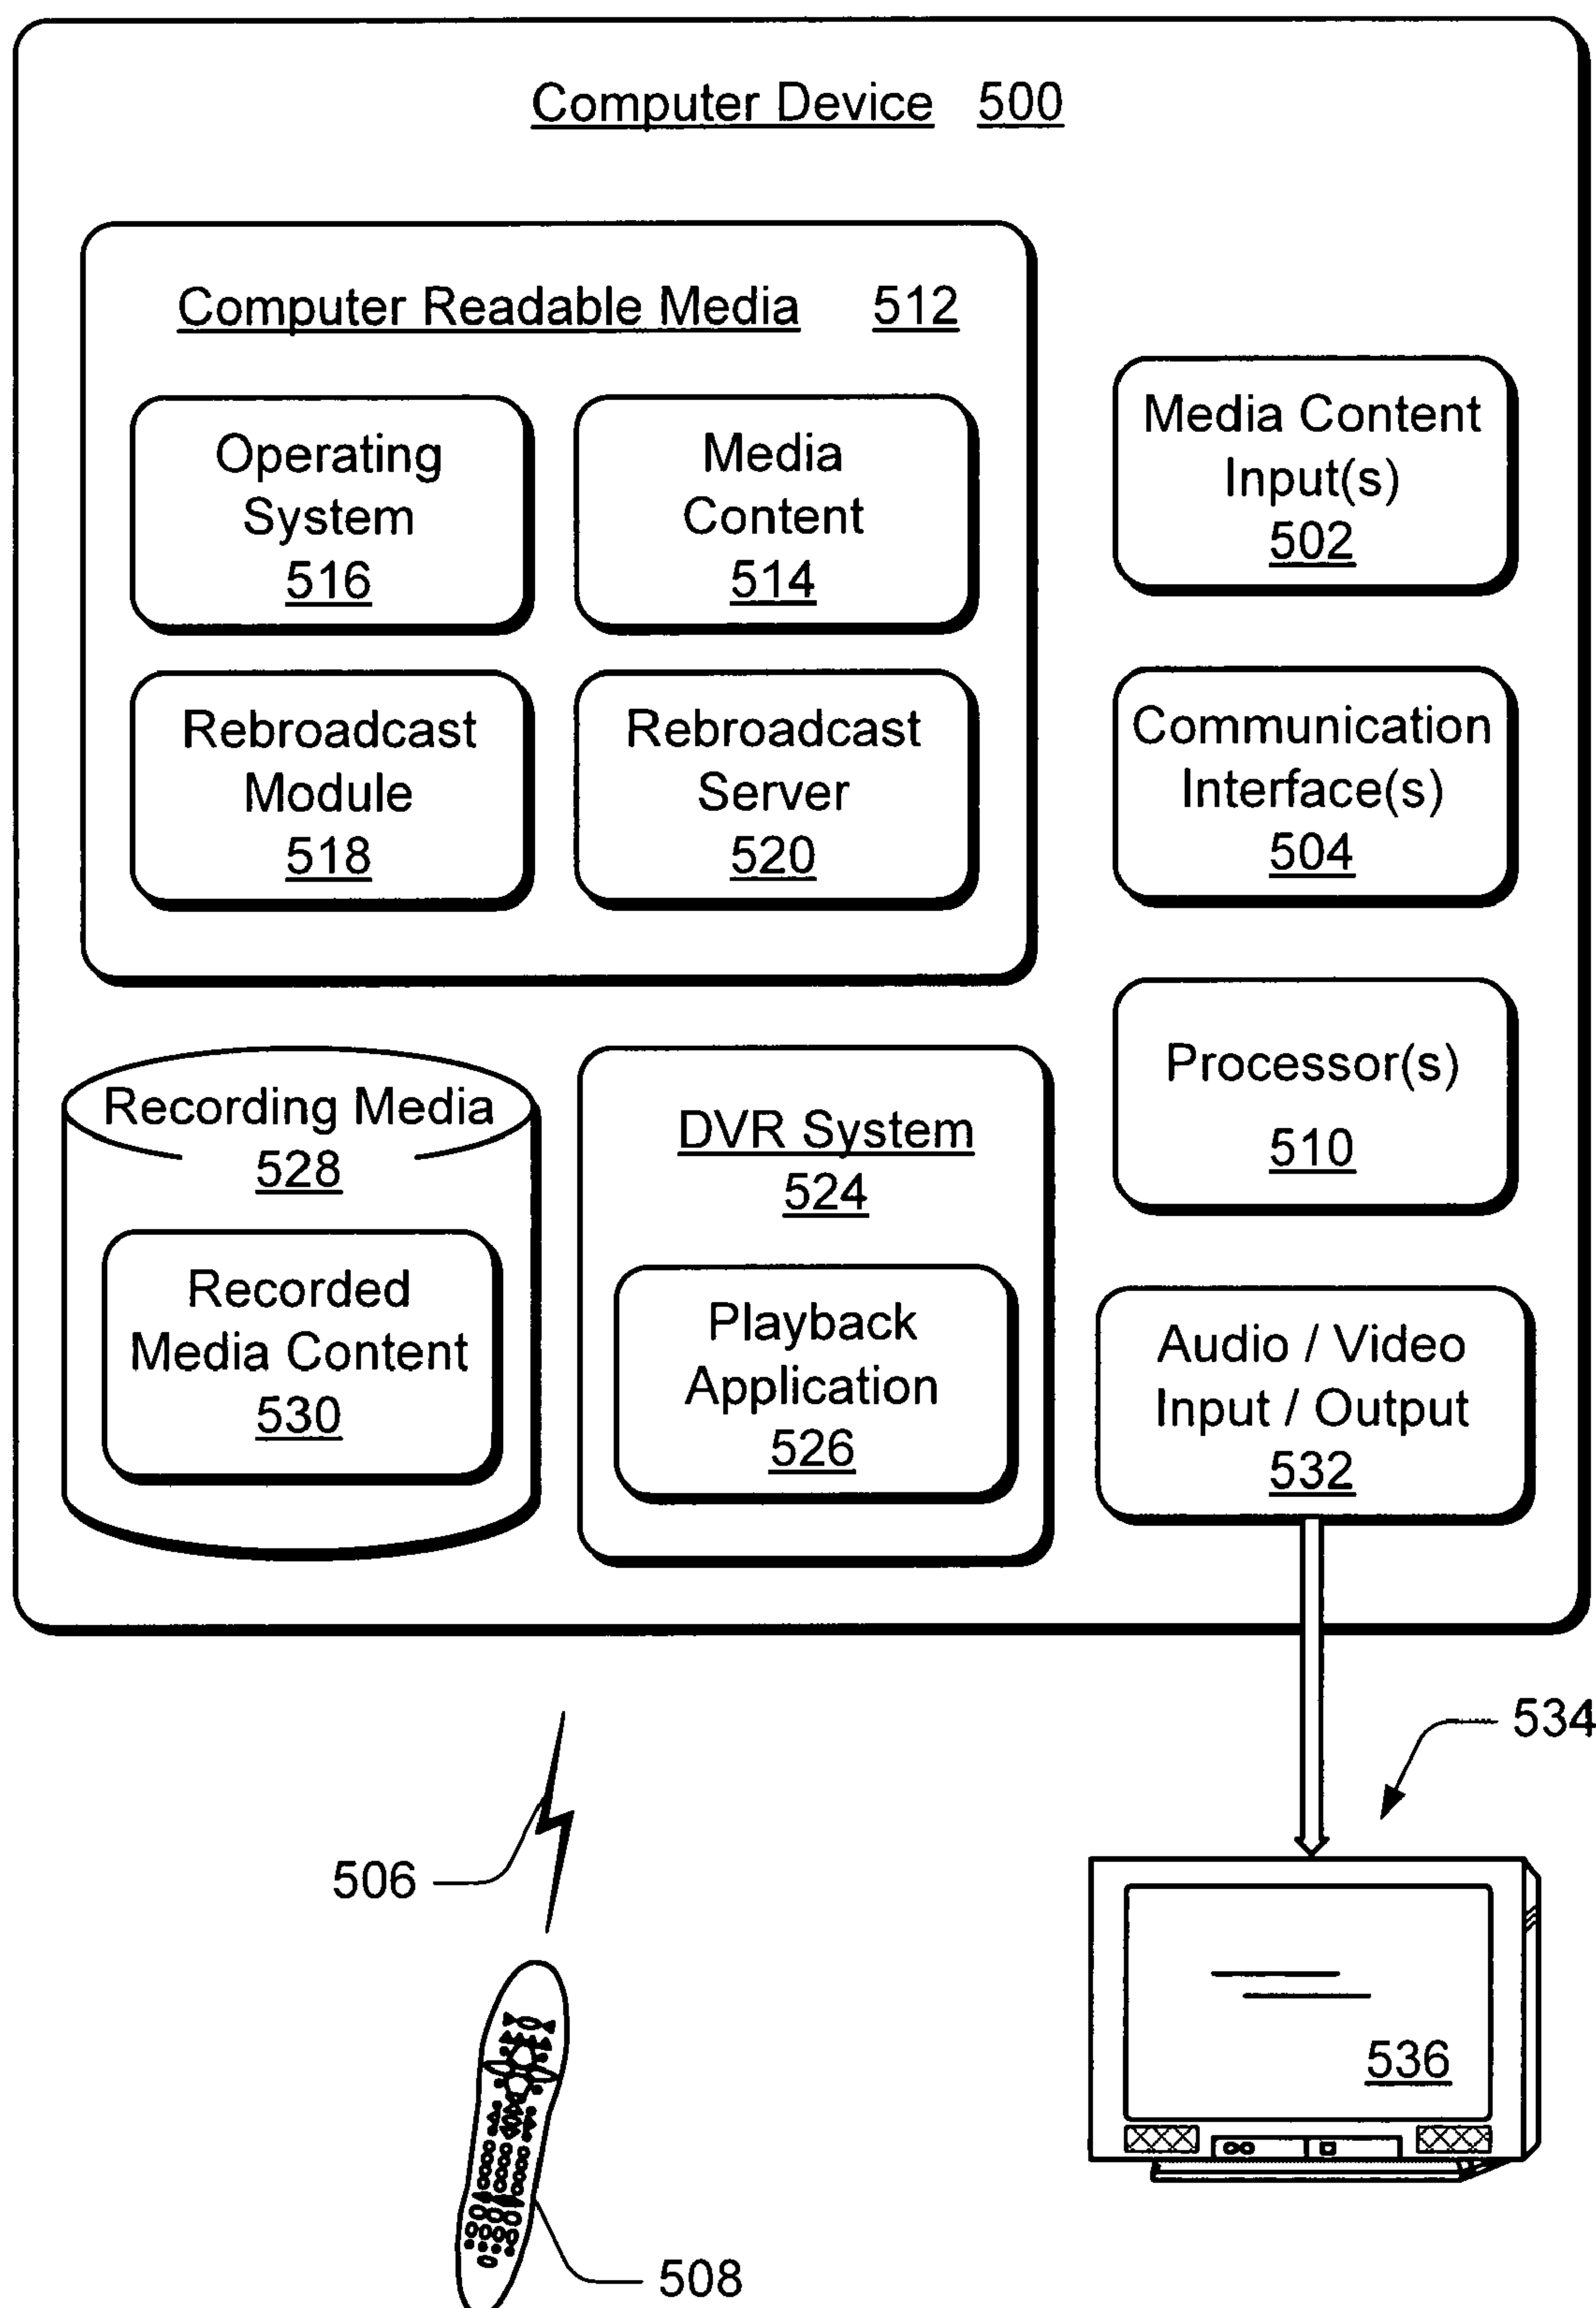 Computer Device 500
Computer Readable Media 512
Operating
System
516
Media
Content
514
Rebroadcast
Module
518
Rebroadcast
Server
520
Media Content
Input(s)
502
Communication
Interface(s)
504
Processor(s)
510
Recording Media
528
Recorded
Media Content
530
DVR System
524
Playback
Application
526
Audio / Video
Input / Output
532
534
506
536
508